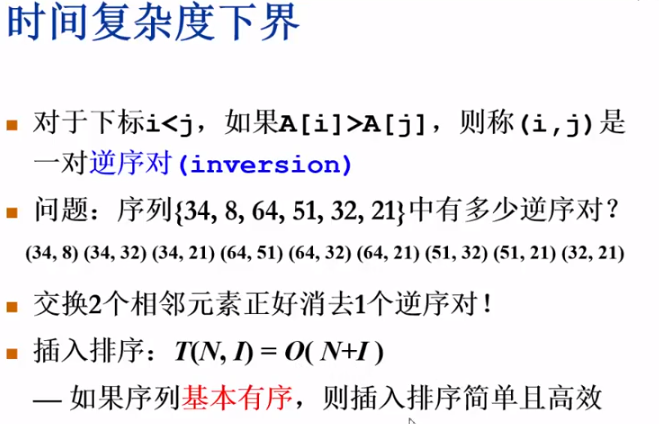 时间复杂度下界
对于下标i<j，如果A[i]>A[j]，则称(i,j)是
一对逆序对(inversion)
问题：序列{34, 8, 64, 51, 32, 21}中有多少逆序对？
(34, 8) (34, 32) (34, 21) (64, 51) (64, 32) (64, 21) (51, 32) (51, 21) (32, 21)
交换2个相邻元素正好消去1个逆序对！
插入排序：T(N, I) = O( N+I )
— 如果序列基本有序，则插入排序简单且高效